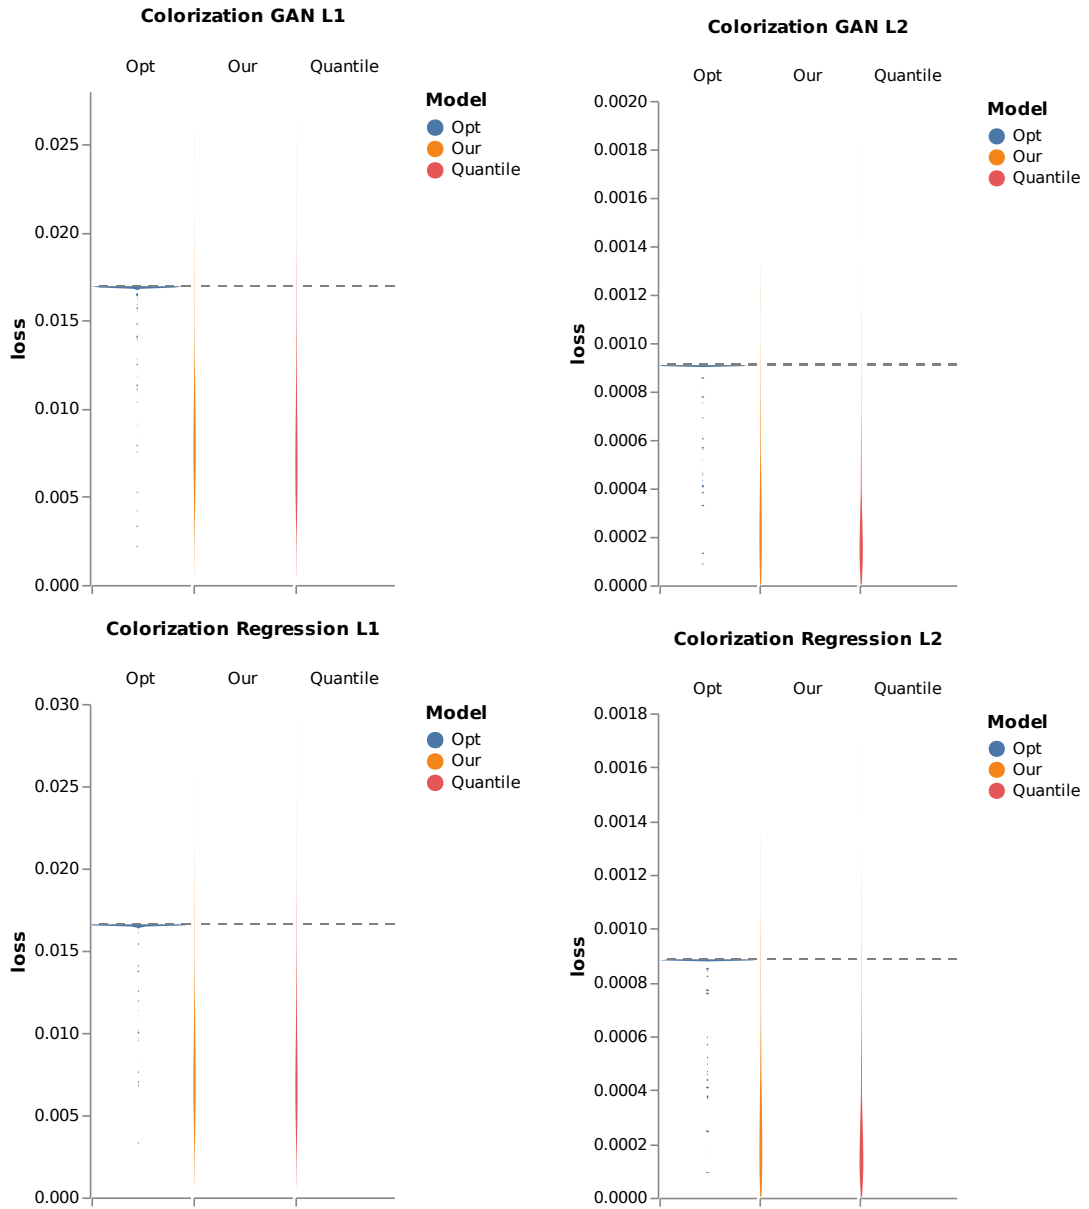 Colorization GAN L1
Opt Our Quantile
Model
Opt
Our
Quantile
0.025
0.020
0.015
0.010
0.005
0.000
loss
Colorization GAN L2
Opt Our Quantile
Model
Opt
Our
Quantile
0.0020
0.0018
0.0016
0.0014
0.0012
0.0010
0.0008
0.0006
0.0004
0.0002
0.0000
loss
Colorization Regression L1
Opt Our Quantile
Model
Opt
Our
Quantile
0.030
0.025
0.020
0.015
0.010
0.005
0.000
loss
Colorization Regression L2
Opt Our Quantile
Model
Opt
Our
Quantile
0.0018
0.0016
0.0014
0.0012
0.0010
0.0008
0.0006
0.0004
0.0002
0.0000
loss